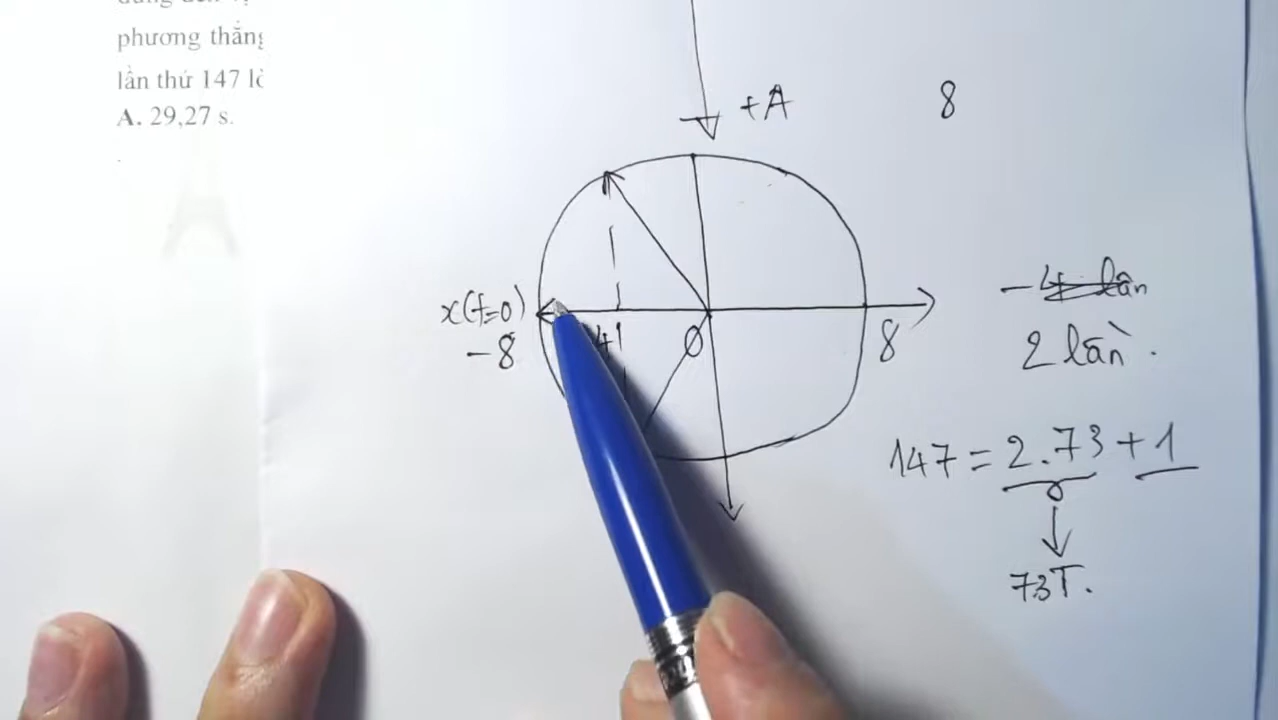 phương thẳng
lần thứ 147 lò
A. 29,27 s.
+A
8
x(t=0)
-8
4
O
8
2 lần.
147 = 2.73 + 1
73T.